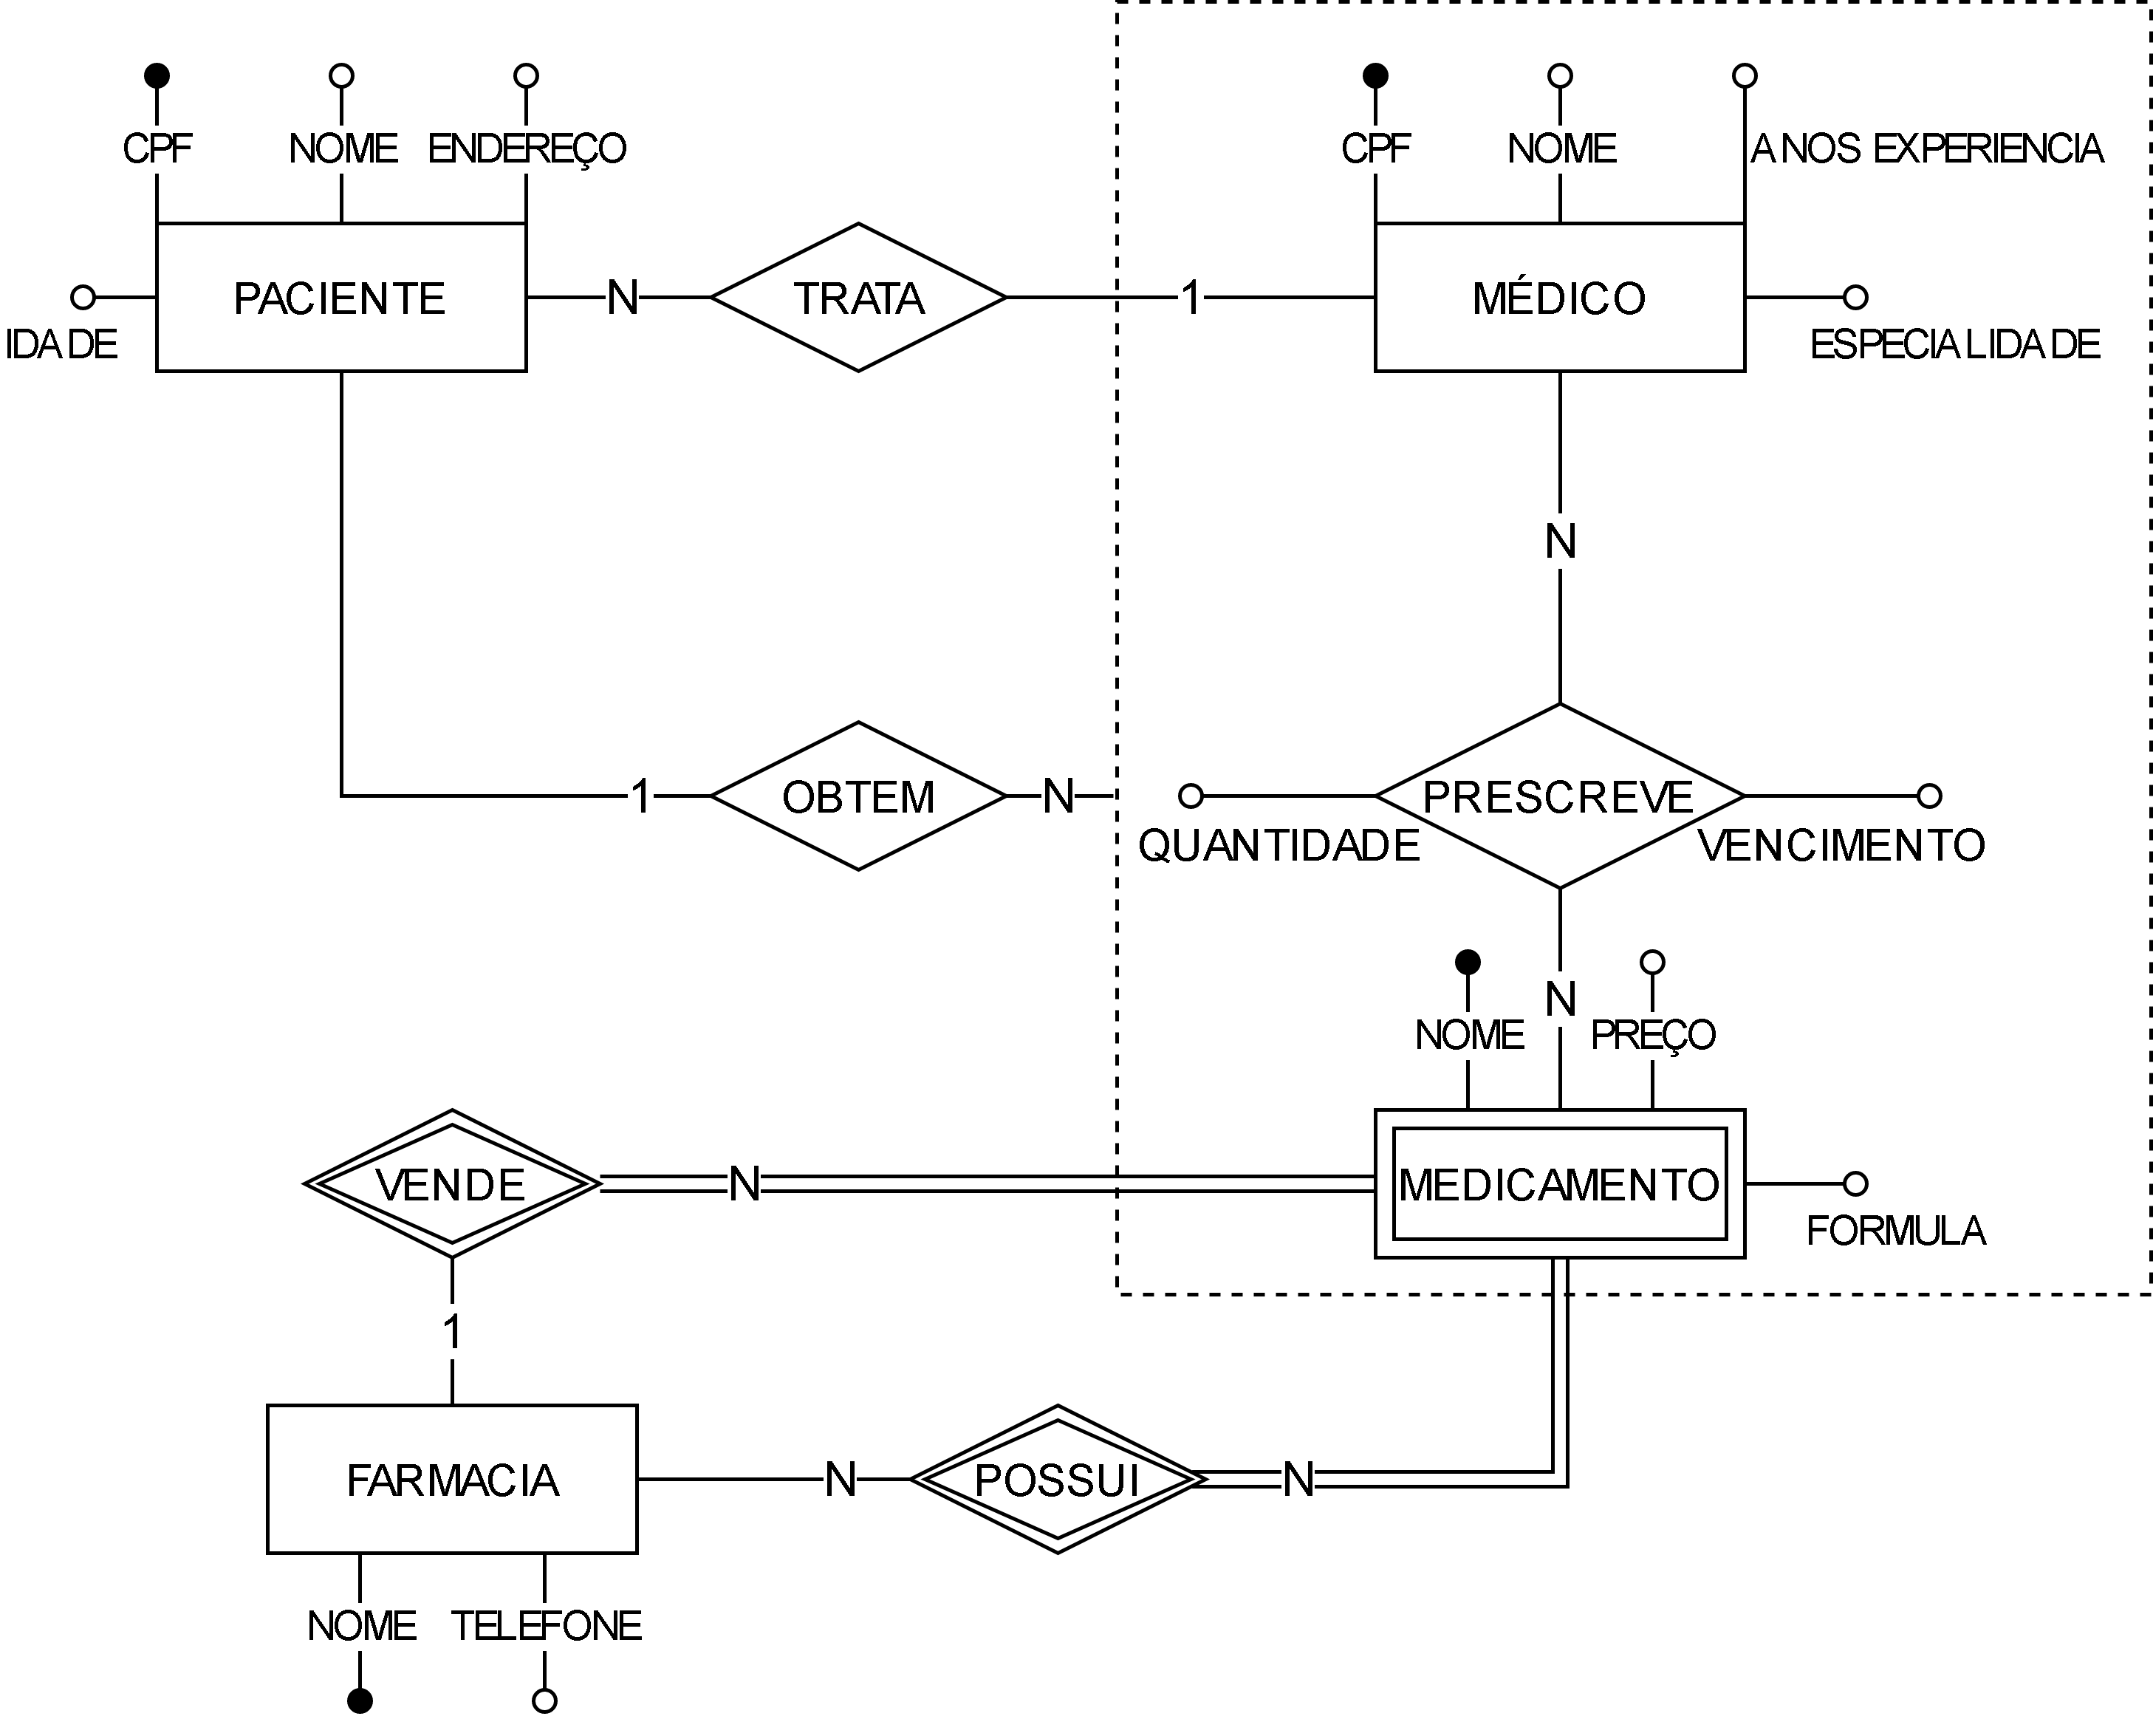 CPF NOME ENDEREÇO CPF NOME ANOS EXPERIENCIA
PACIENTE N TRATA 1 MÉDICO
IDADE ESPECIALIDADE
N
1 OBTEM N PRESCREVE
QUANTIDADE VENCIMENTO
N
NOME PREÇO
VENDE N MEDICAMENTO
FORMULA
1
FARMACIA N POSSUI N
NOME TELEFONE